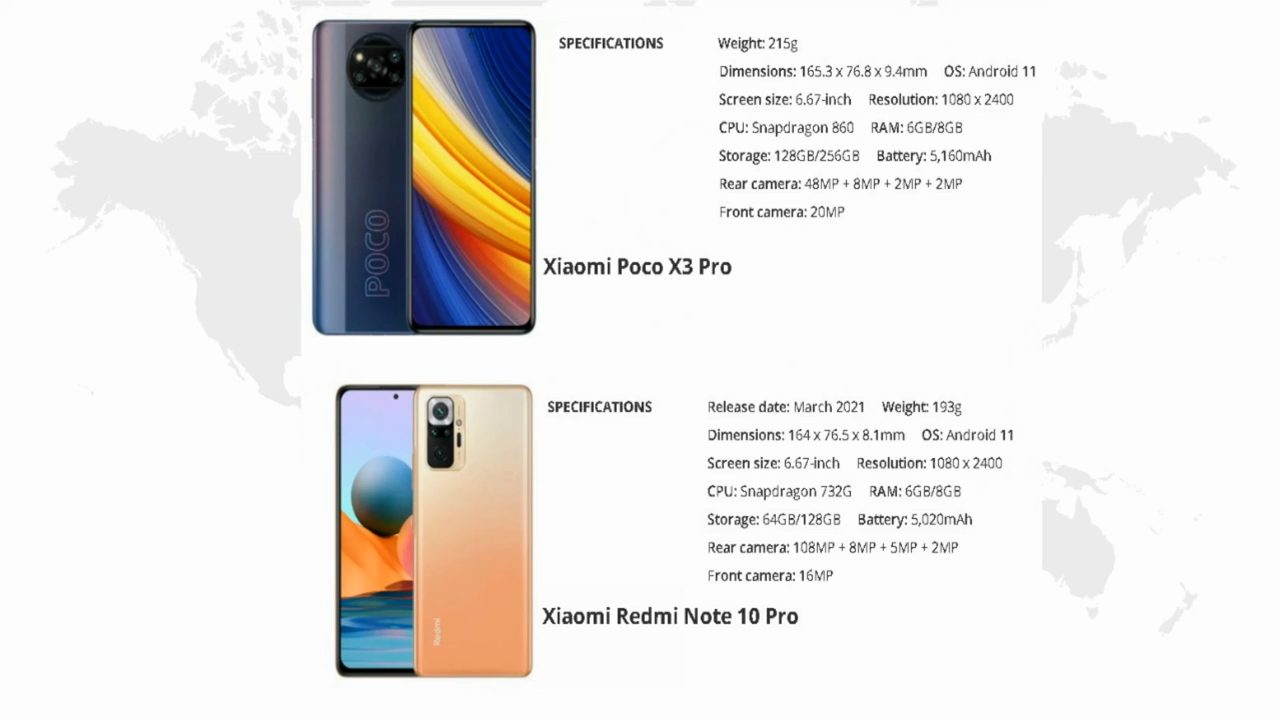 SPECIFICATIONS
Weight: 215g
Dimensions: 165.3 x 76.8 x 9.4mm OS: Android 11
Screen size: 6.67-inch Resolution: 1080 x 2400
CPU: Snapdragon 860 RAM: 6GB/8GB
Storage: 128GB/256GB Battery: 5,160mAh
Rear camera: 48MP + 8MP + 2MP + 2MP
Front camera: 20MP
POCO
Xiaomi Poco X3 Pro
SPECIFICATIONS
Release date: March 2021 Weight: 193g
Dimensions: 164 x 76.5 x 8.1mm OS: Android 11
Screen size: 6.67-inch Resolution: 1080 x 2400
CPU: Snapdragon 732G RAM: 6GB/8GB
Storage: 64GB/128GB Battery: 5,020mAh
Rear camera: 108MP + 8MP + 5MP + 2MP
Front camera: 16MP
Redmi
Xiaomi Redmi Note 10 Pro